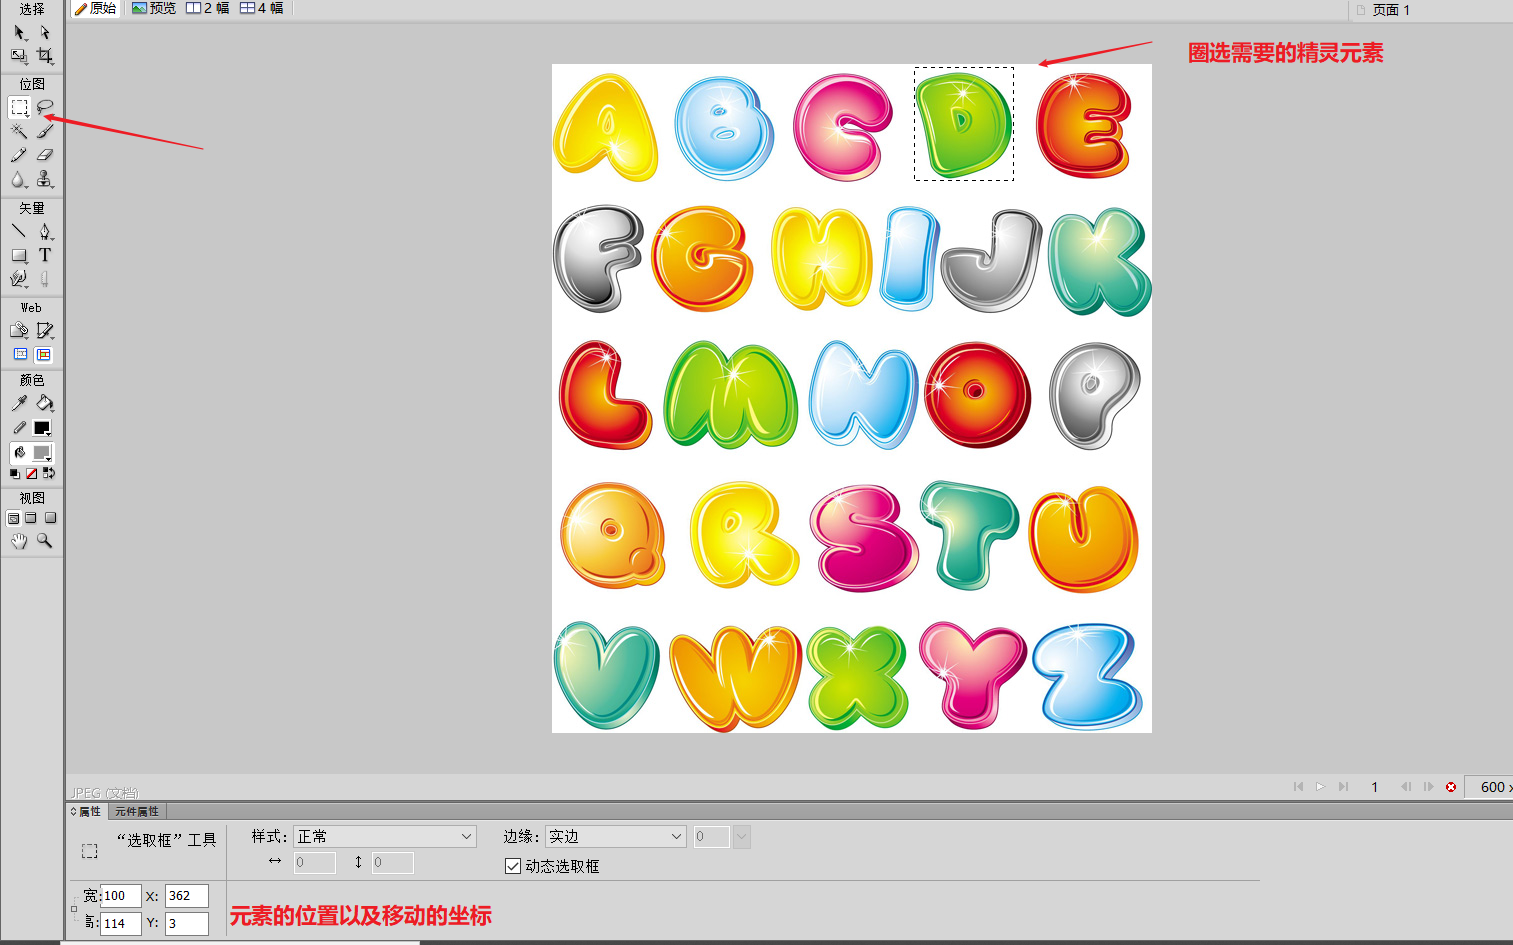 选择
原始 预览 2 幅 4 幅
页面 1
圈选需要的精灵元素
位图
矢量
T
Web
颜色
视图
A B C D E
F G H I J K
L M N O P
Q R S T U
V W X Y Z
JPEG (文档)
1
600 x
属性 元件属性
“选取框” 工具
样式: 正常
边缘: 实边 0
0 0
动态选取框
宽: 100 X: 362
高: 114 Y: 3
元素的位置以及移动的坐标